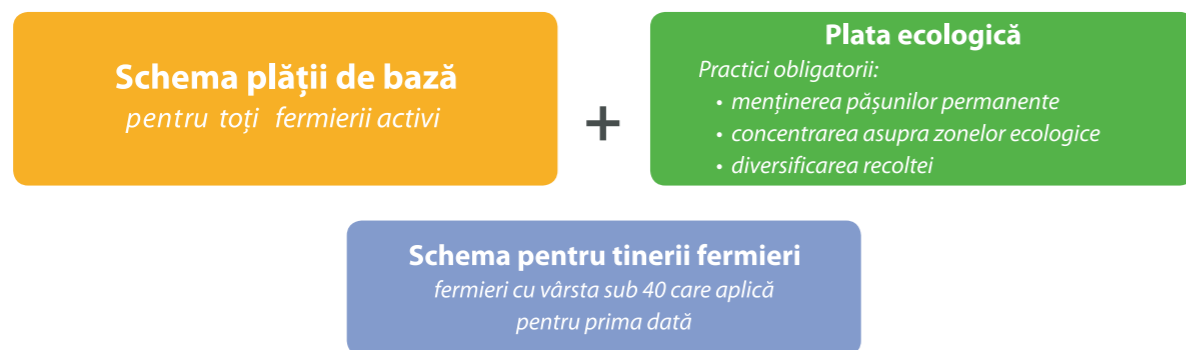 Schema plății de bază
pentru toți fermierii activi
+
Plata ecologică
Practici obligatorii:
• menținerea pășunilor permanente
• concentrarea asupra zonelor ecologice
• diversificarea recoltei
Schema pentru tinerii fermieri
fermieri cu vârsta sub 40 care aplică
pentru prima dată